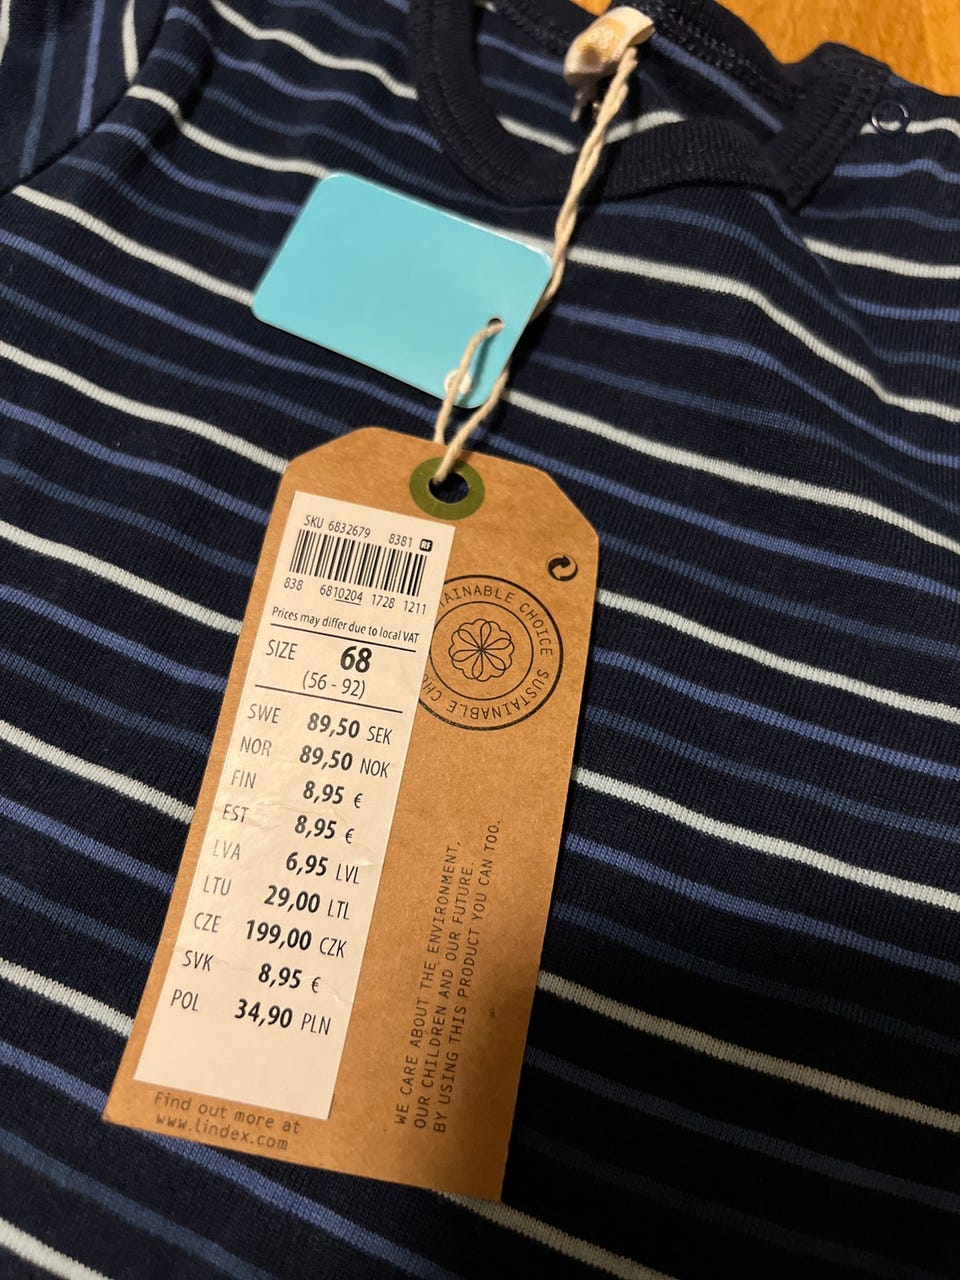 SKU 6832679 8381 RF
838 6810204 1728 1211
Prices may differ due to local VAT
SIZE 68
(56 - 92)
SWE 89,50 SEK
NOR 89,50 NOK
FIN 8,95 €
EST 8,95 €
LVA 6,95 LVL
LTU 29,00 LTL
CZE 199,00 CZK
SVK 8,95 €
POL 34,90 PLN
Find out more at
www.lindex.com
CHOICE SUSTAINABLE
WE CARE ABOUT THE ENVIRONMENT,
OUR CHILDREN AND OUR FUTURE.
BY USING THIS PRODUCT YOU CAN TOO.